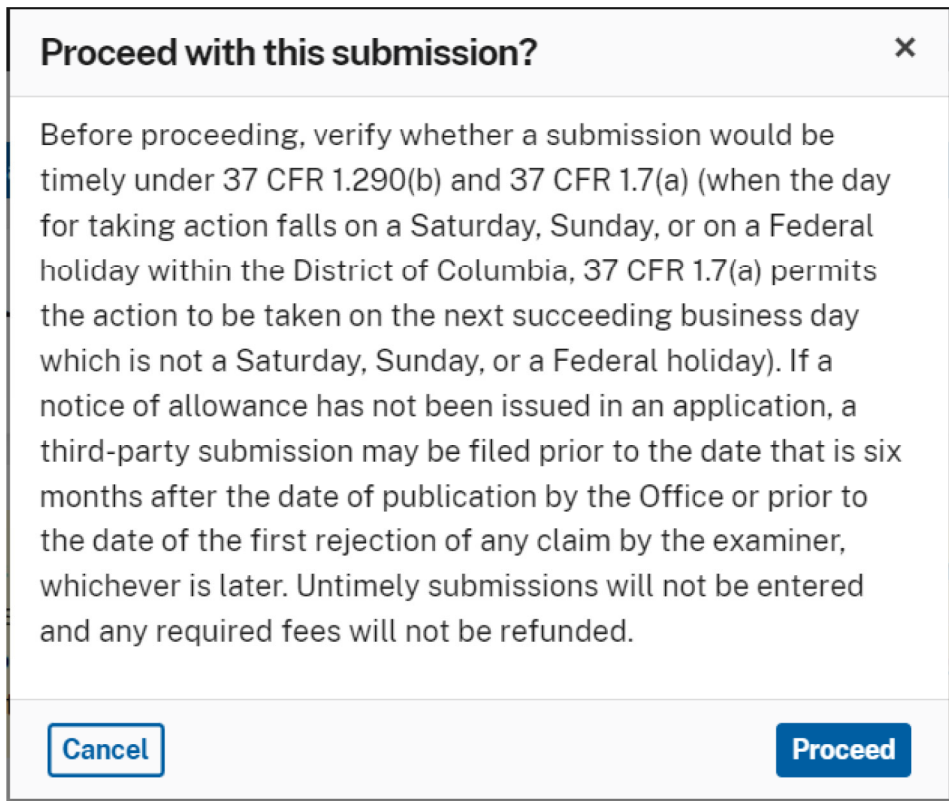 Proceed with this submission?
×
Before proceeding, verify whether a submission would be
timely under 37 CFR 1.290(b) and 37 CFR 1.7(a) (when the day
for taking action falls on a Saturday, Sunday, or on a Federal
holiday within the District of Columbia, 37 CFR 1.7(a) permits
the action to be taken on the next succeeding business day
which is not a Saturday, Sunday, or a Federal holiday). If a
notice of allowance has not been issued in an application, a
third-party submission may be filed prior to the date that is six
months after the date of publication by the Office or prior to
the date of the first rejection of any claim by the examiner,
whichever is later. Untimely submissions will not be entered
and any required fees will not be refunded.
Cancel
Proceed